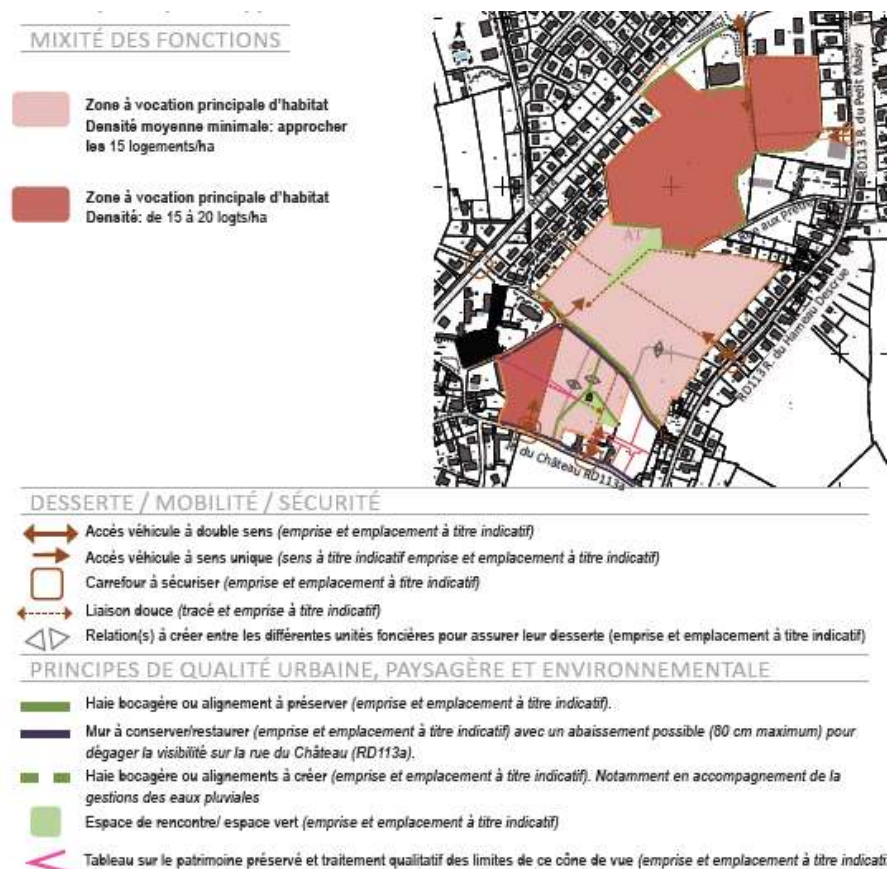 MIXITÉ DES FONCTIONS
Zone à vocation principale d'habitat
Densité moyenne minimale: approcher
les 15 logements/ha
Zone à vocation principale d'habitat
Densité: de 15 à 20 logts/ha
RD113 R. du Petit Maisy
RD514
aux Prêtres
A1
RD113 R. du Hameau Descrue
R. du Château RD113a
DESSERTE / MOBILITÉ / SÉCURITÉ
Accès véhicule à double sens (emprise et emplacement à titre indicatif)
Accès véhicule à sens unique (sens à titre indicatif emprise et emplacement à titre indicatif)
Carrefour à sécuriser (emprise et emplacement à titre indicatif)
Liaison douce (tracé et emprise à titre indicatif)
Relation(s) à créer entre les différentes unités foncières pour assurer leur desserte (emprise et emplacement à titre indicatif)
PRINCIPES DE QUALITÉ URBAINE, PAYSAGÈRE ET ENVIRONNEMENTALE
Haie bocagère ou alignement à préserver (emprise et emplacement à titre indicatif).
Mur à conserver/restaurer (emprise et emplacement à titre indicatif) avec un abaissement possible (80 cm maximum) pour
dégager la visibilité sur la rue du Château (RD113a).
Haie bocagère ou alignements à créer (emprise et emplacement à titre indicatif). Notamment en accompagnement de la
gestions des eaux pluviales
Espace de rencontre/ espace vert (emprise et emplacement à titre indicatif)
Tableau sur le patrimoine préservé et traitement qualitatif des limites de ce cône de vue (emprise et emplacement à titre indicati